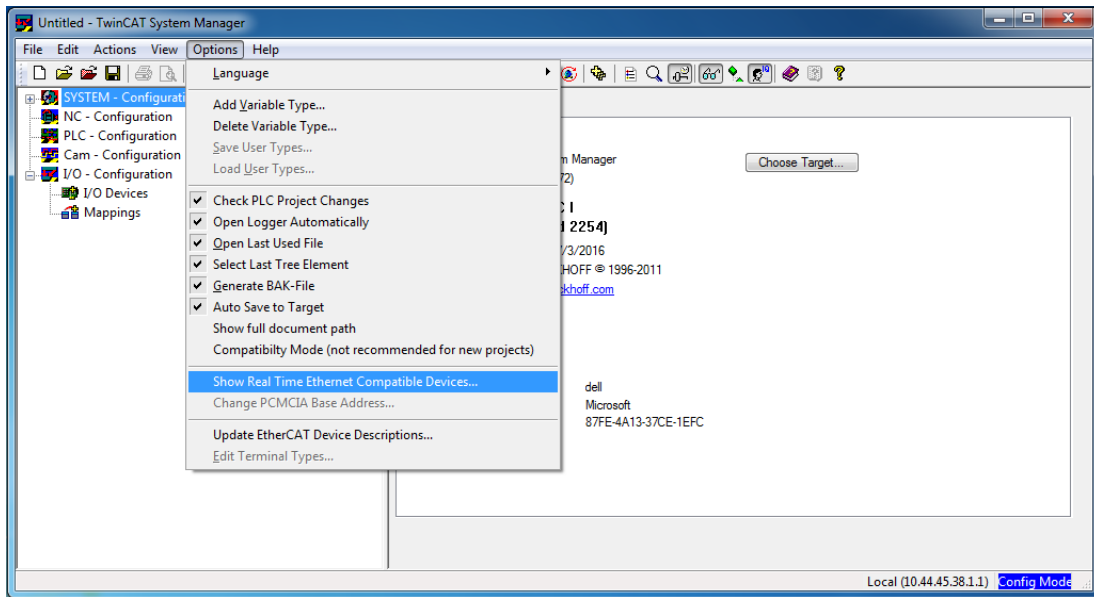 Untitled - TwinCAT System Manager
File Edit Actions View Options Help
Language
SYSTEM - Configurati
NC - Configuration
PLC - Configuration
Cam - Configuration
I/O - Configuration
I/O Devices
Mappings
Add Variable Type...
Delete Variable Type...
Save User Types...
Load User Types...
Check PLC Project Changes
Open Logger Automatically
Open Last Used File
Select Last Tree Element
Generate BAK-File
Auto Save to Target
Show full document path
Compatibilty Mode (not recommended for new projects)
Show Real Time Ethernet Compatible Devices...
Change PCMCIA Base Address...
Update EtherCAT Device Descriptions...
Edit Terminal Types...
m Manager
Choose Target...
72)
C I
d 2254)
/3/2016
KHOFF © 1996-2011
ckhoff.com
dell
Microsoft
87FE-4A13-37CE-1EFC
Local (10.44.45.38.1.1) Config Mode